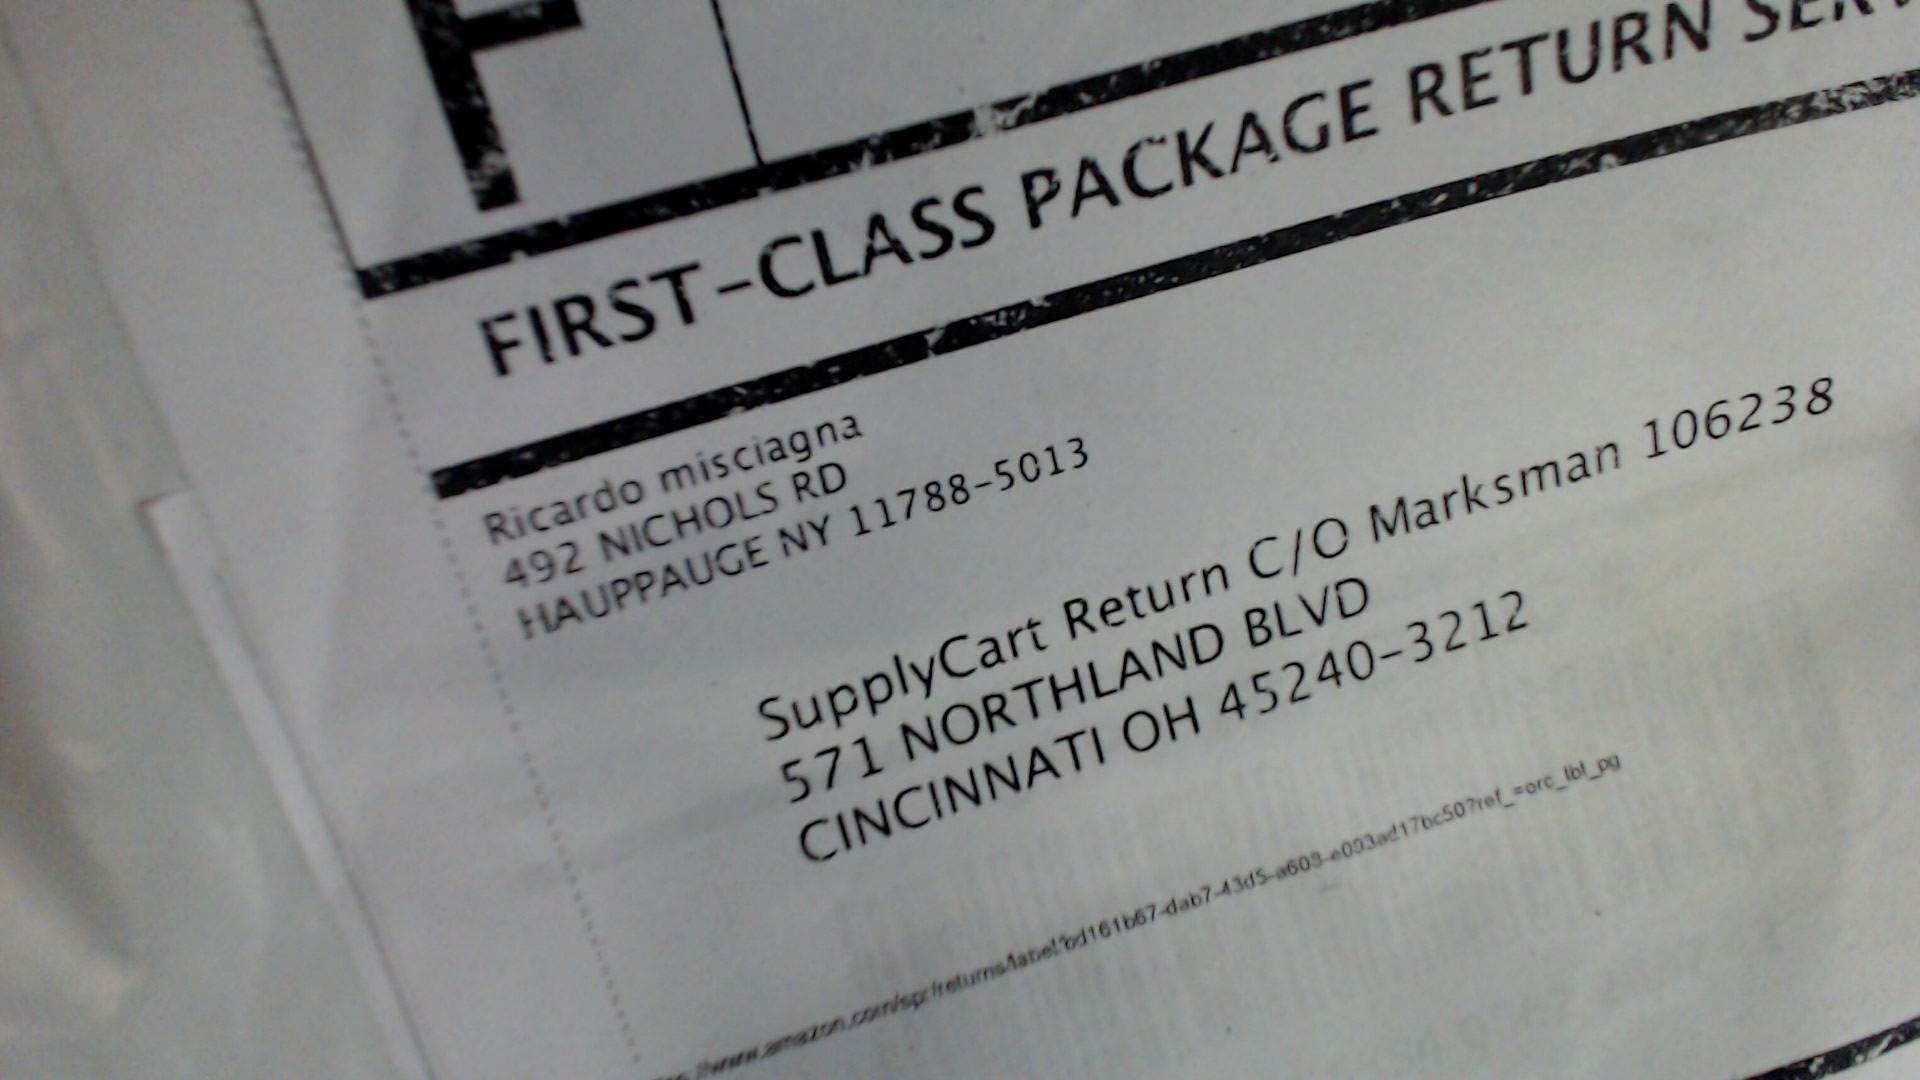 F
FIRST-CLASS PACKAGE RETURN
Ricardo misciagna
492 NICHOLS RD
HAUPPAUGE NY 11788-5013
SupplyCart Return C/O Marksman 106238
571 NORTHLAND BLVD
CINCINNATI OH 45240-3212